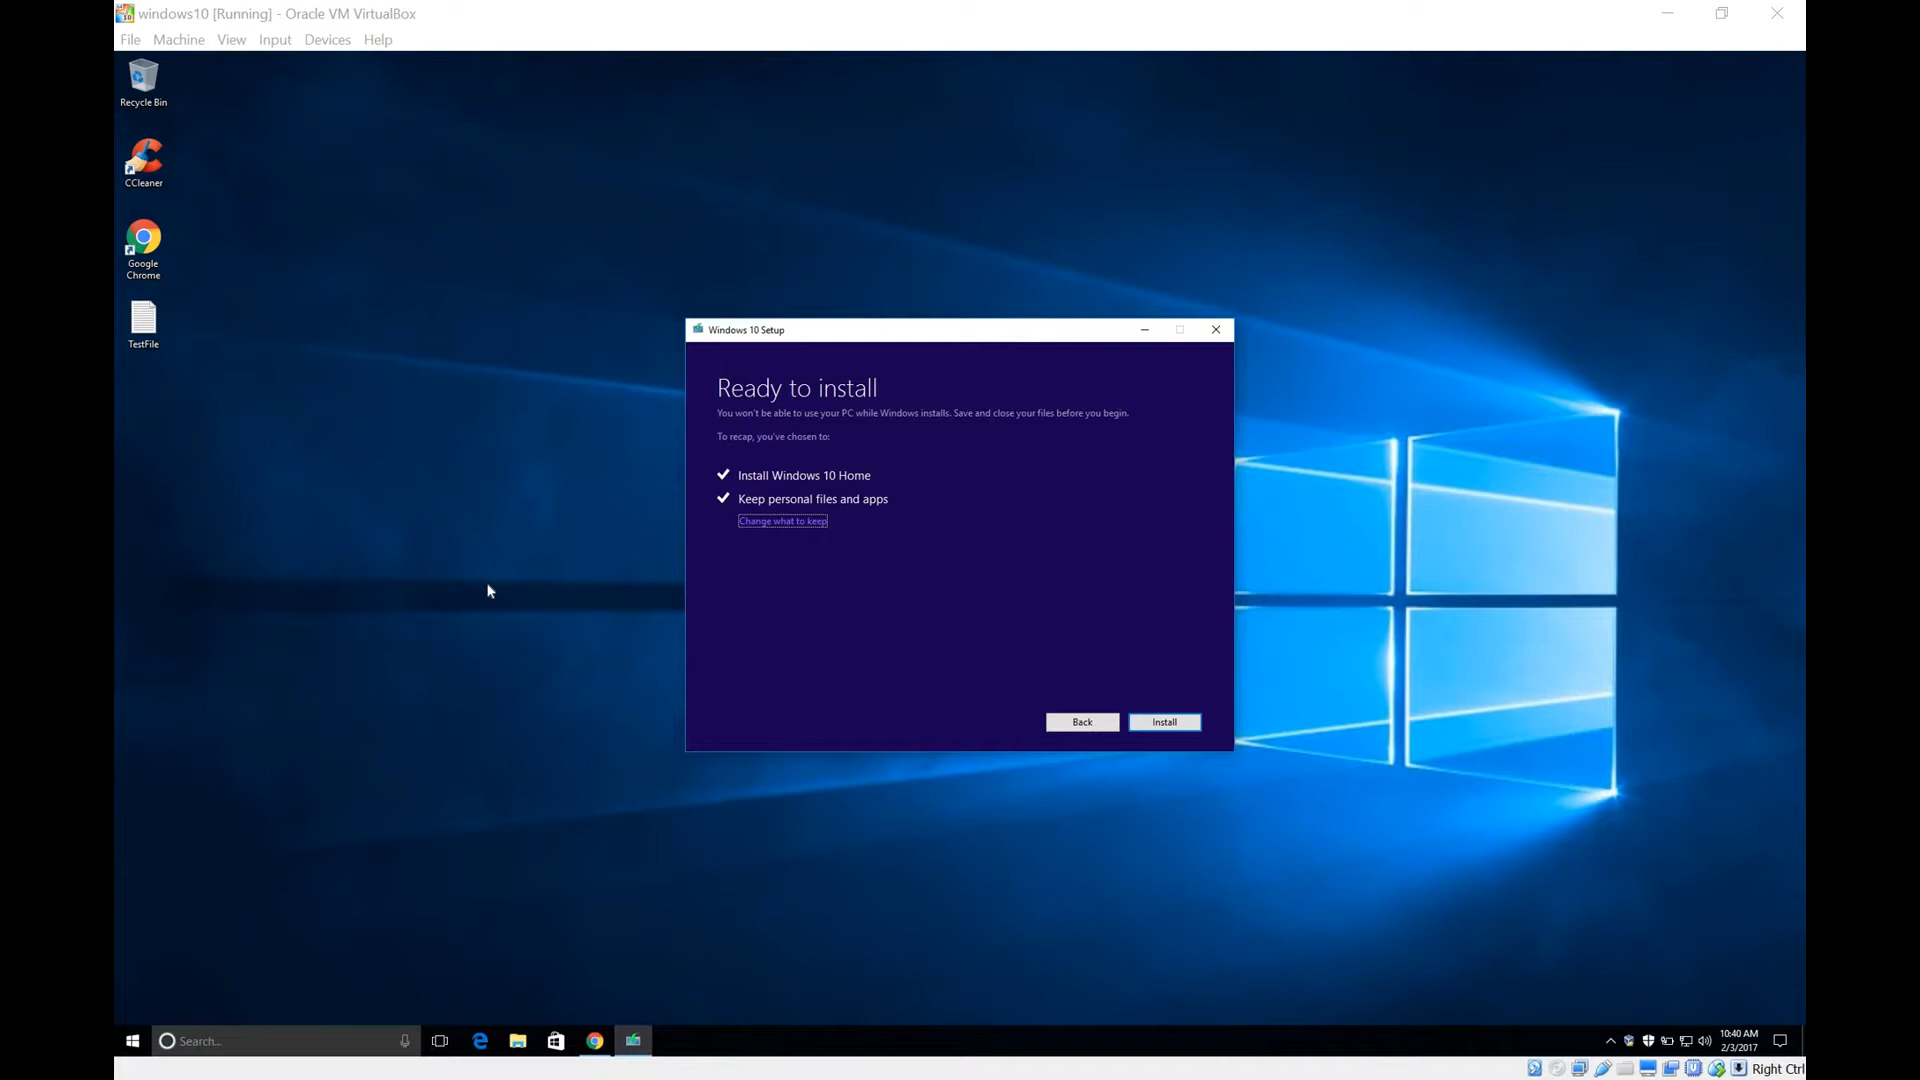 windows10 [Running] - Oracle VM VirtualBox
File Machine View Input Devices Help
Recycle Bin
CCleaner
Google
Chrome
TestFile
Windows 10 Setup
Ready to install
You won't be able to use your PC while Windows installs. Save and close your files before you begin.
To recap, you've chosen to:
Install Windows 10 Home
Keep personal files and apps
Change what to keep
Back Install
Search...
10:40 AM
2/3/2017
Right Ctrl